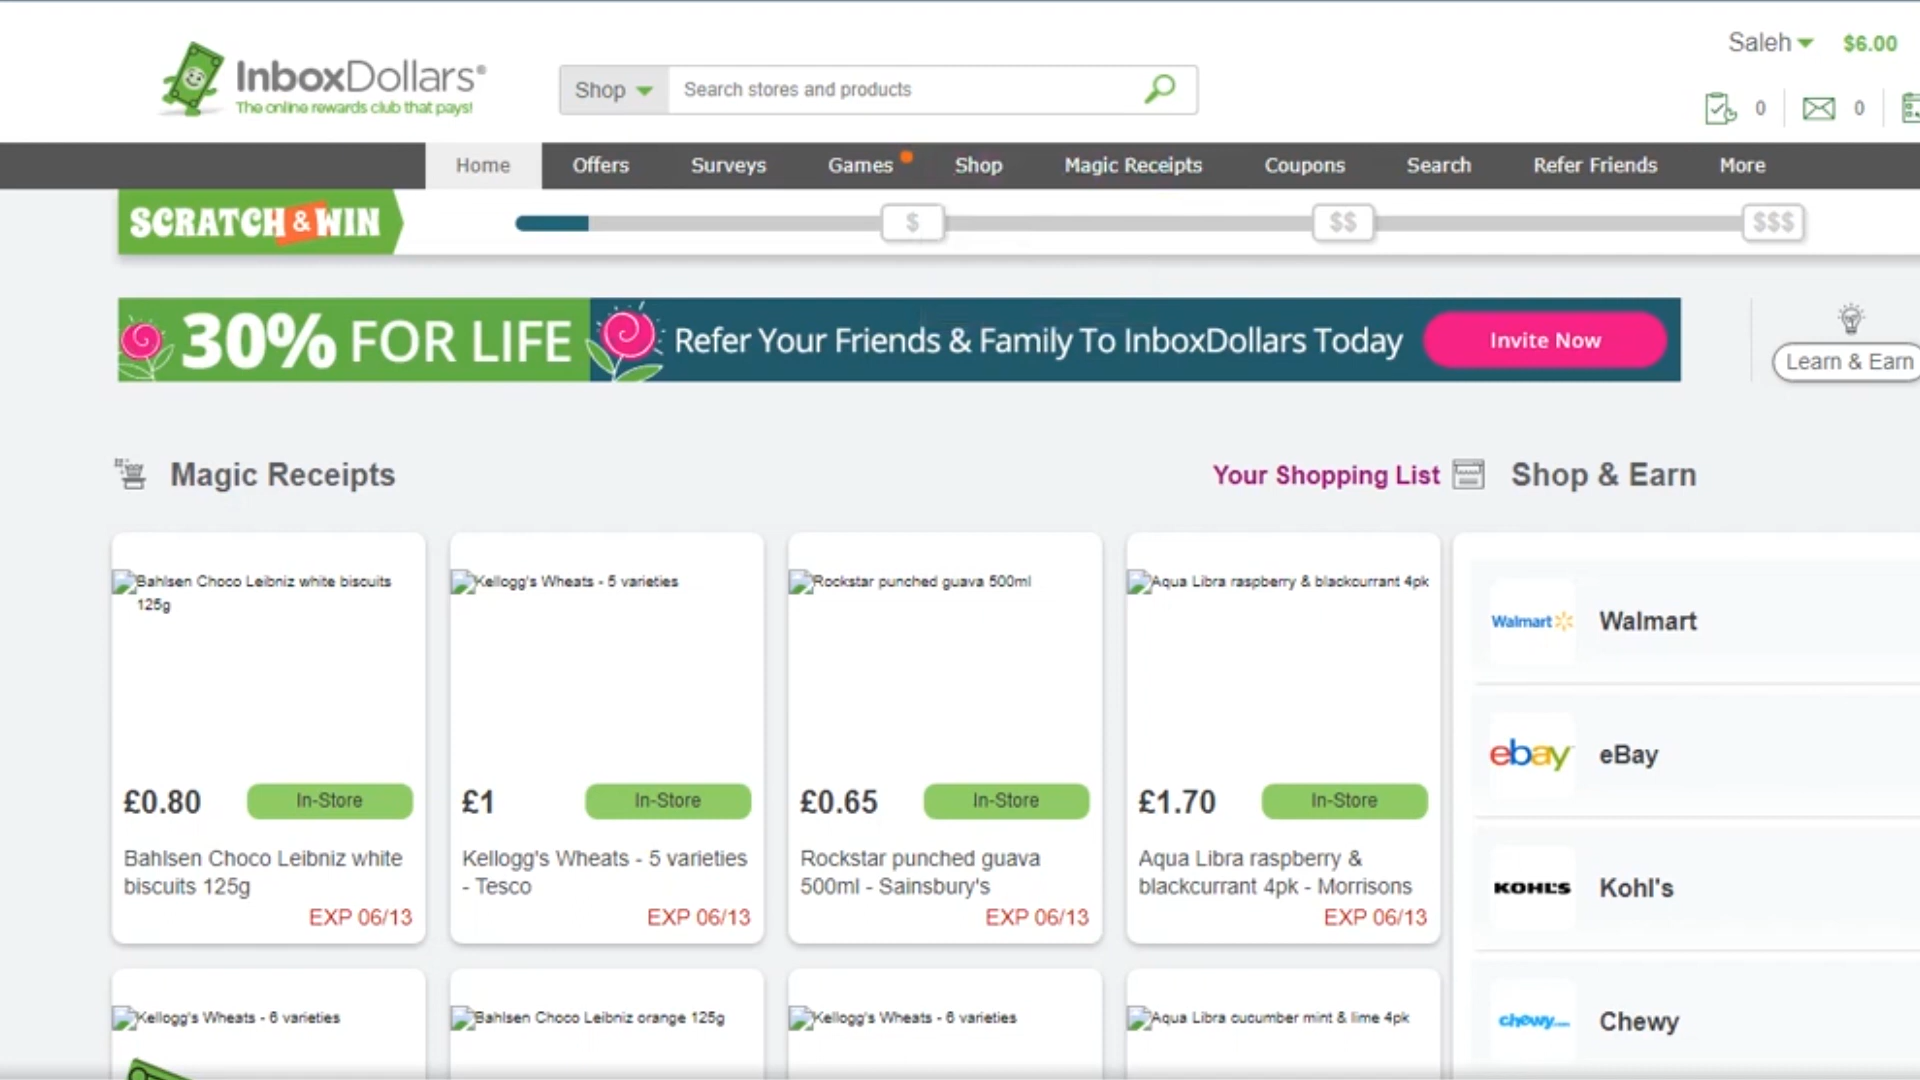 Saleh
$6.00
InboxDollars®
The online rewards club that pays!
Shop
Search stores and products
0
0
Home
Offers
Surveys
Games
Shop
Magic Receipts
Coupons
Search
Refer Friends
More
SCRATCH & WIN
$
$$
$$$
30% FOR LIFE
Refer Your Friends & Family To InboxDollars Today
Invite Now
Learn & Earn
Magic Receipts
Your Shopping List
Shop & Earn
Bahlsen Choco Leibniz white biscuits
125g
£0.80
In-Store
Bahlsen Choco Leibniz white
biscuits 125g
EXP 06/13
Kellogg's Wheats - 5 varieties
£1
In-Store
Kellogg's Wheats - 5 varieties
- Tesco
EXP 06/13
Rockstar punched guava 500ml
£0.65
In-Store
Rockstar punched guava
500ml - Sainsbury's
EXP 06/13
Aqua Libra raspberry & blackcurrant 4pk
£1.70
In-Store
Aqua Libra raspberry &
blackcurrant 4pk - Morrisons
EXP 06/13
Walmart
Walmart
ebay
eBay
KOHL'S
Kohl's
chewy
Chewy
Kellogg's Wheats - 6 varieties
Bahlsen Choco Leibniz orange 125g
Kellogg's Wheats - 6 varieties
Aqua Libra cucumber mint & lime 4pk